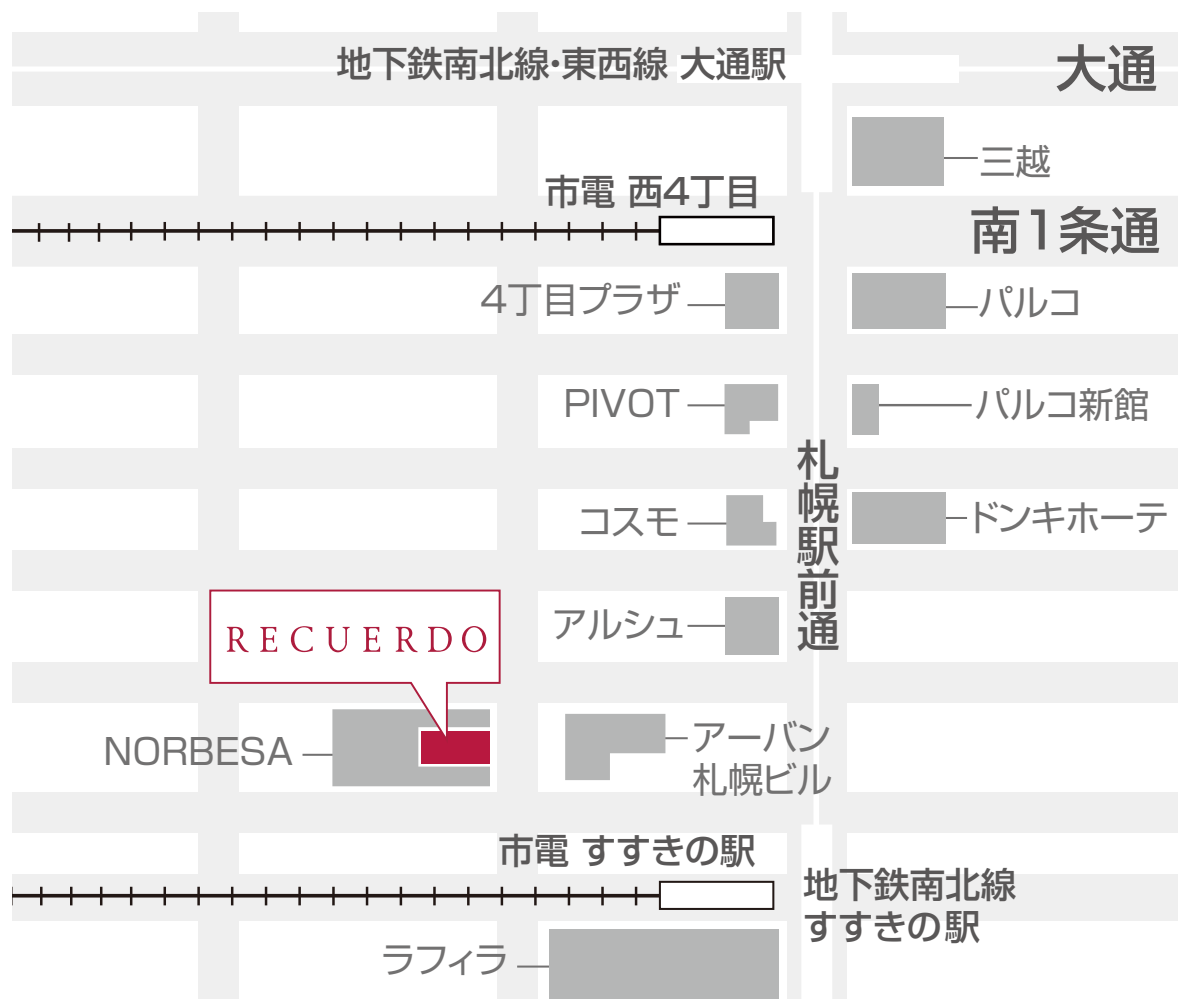 地下鉄南北線・東西線 大通駅
大通
三越
市電 西4丁目
南1条通
4丁目プラザ
パルコ
PIVOT
パルコ新館
札幌駅前通
コスモ
ドンキホーテ
アルシュ
RECUERDO
NORBESA
アーバン
札幌ビル
市電 すすきの駅
地下鉄南北線
すすきの駅
ラフィラ